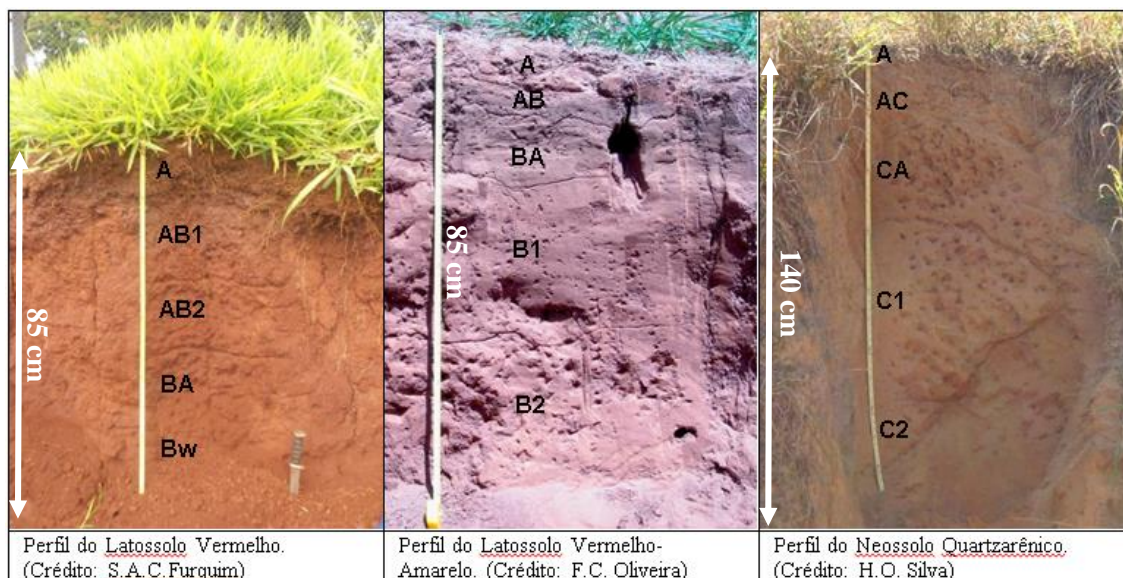 85 cm
A
AB1
AB2
BA
Bw
85 cm
A
AB
BA
B1
B2
140 cm
A
AC
CA
C1
C2
Perfil do Latossolo Vermelho.
(Crédito: S.A.C.Furquim)
Perfil do Latossolo Vermelho-
Amarelo. (Crédito: F.C. Oliveira)
Perfil do Neossolo Quartzarênico.
(Crédito: H.O. Silva)